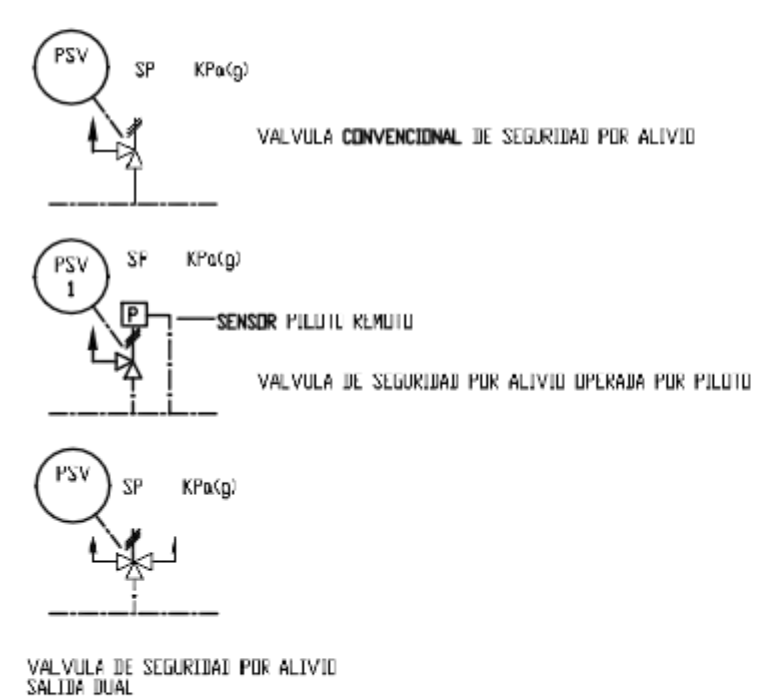 PSV SP KPa(g)
VALVULA CONVENCIONAL DE SEGURIDAD POR ALIVIO
PSV SP KPa(g)
1
P
SENSOR PILOTO REMOTO
VALVULA DE SEGURIDAD POR ALIVIO OPERADA POR PILOTO
PSV SP KPa(g)
VALVULA DE SEGURIDAD POR ALIVIO
SALIDA DUAL